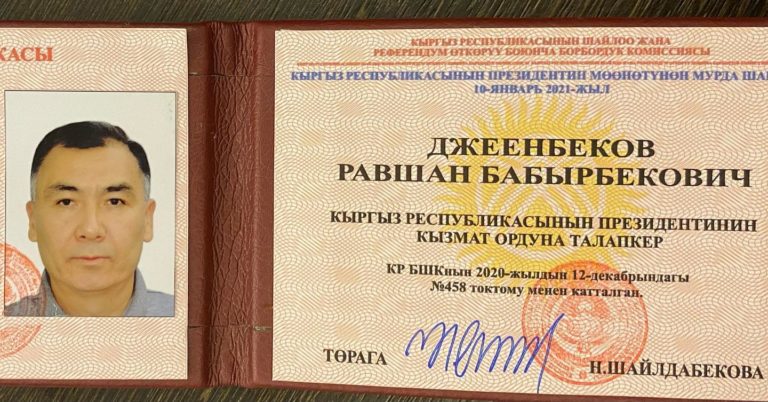 КАСЫ
КЫРГЫЗ РЕСПУБЛИКАСЫНЫН ШАЙЛОО ЖАНА
РЕФЕРЕНДУМ ӨТКӨРҮҮ БОЮНЧА БОРБОРДУК КОМИССИЯСЫ
КЫРГЫЗ РЕСПУБЛИКАСЫНЫН ПРЕЗИДЕНТИН МӨӨНӨТҮНӨН МУРДА ША
10-ЯНВАРЬ 2021-ЖЫЛ
ДЖЕЕНБЕКОВ
РАВШАН БАБЫРБЕКОВИЧ
КЫРГЫЗ РЕСПУБЛИКАСЫНЫН ПРЕЗИДЕНТИНИН
КЫЗМАТ ОРДУНА ТАЛАПКЕР
КР БШКнын 2020-жылдын 12-декабрындагы
№458 токтому менен катталган.
ТӨРАГА
Н.ШАЙЛДАБЕКОВА